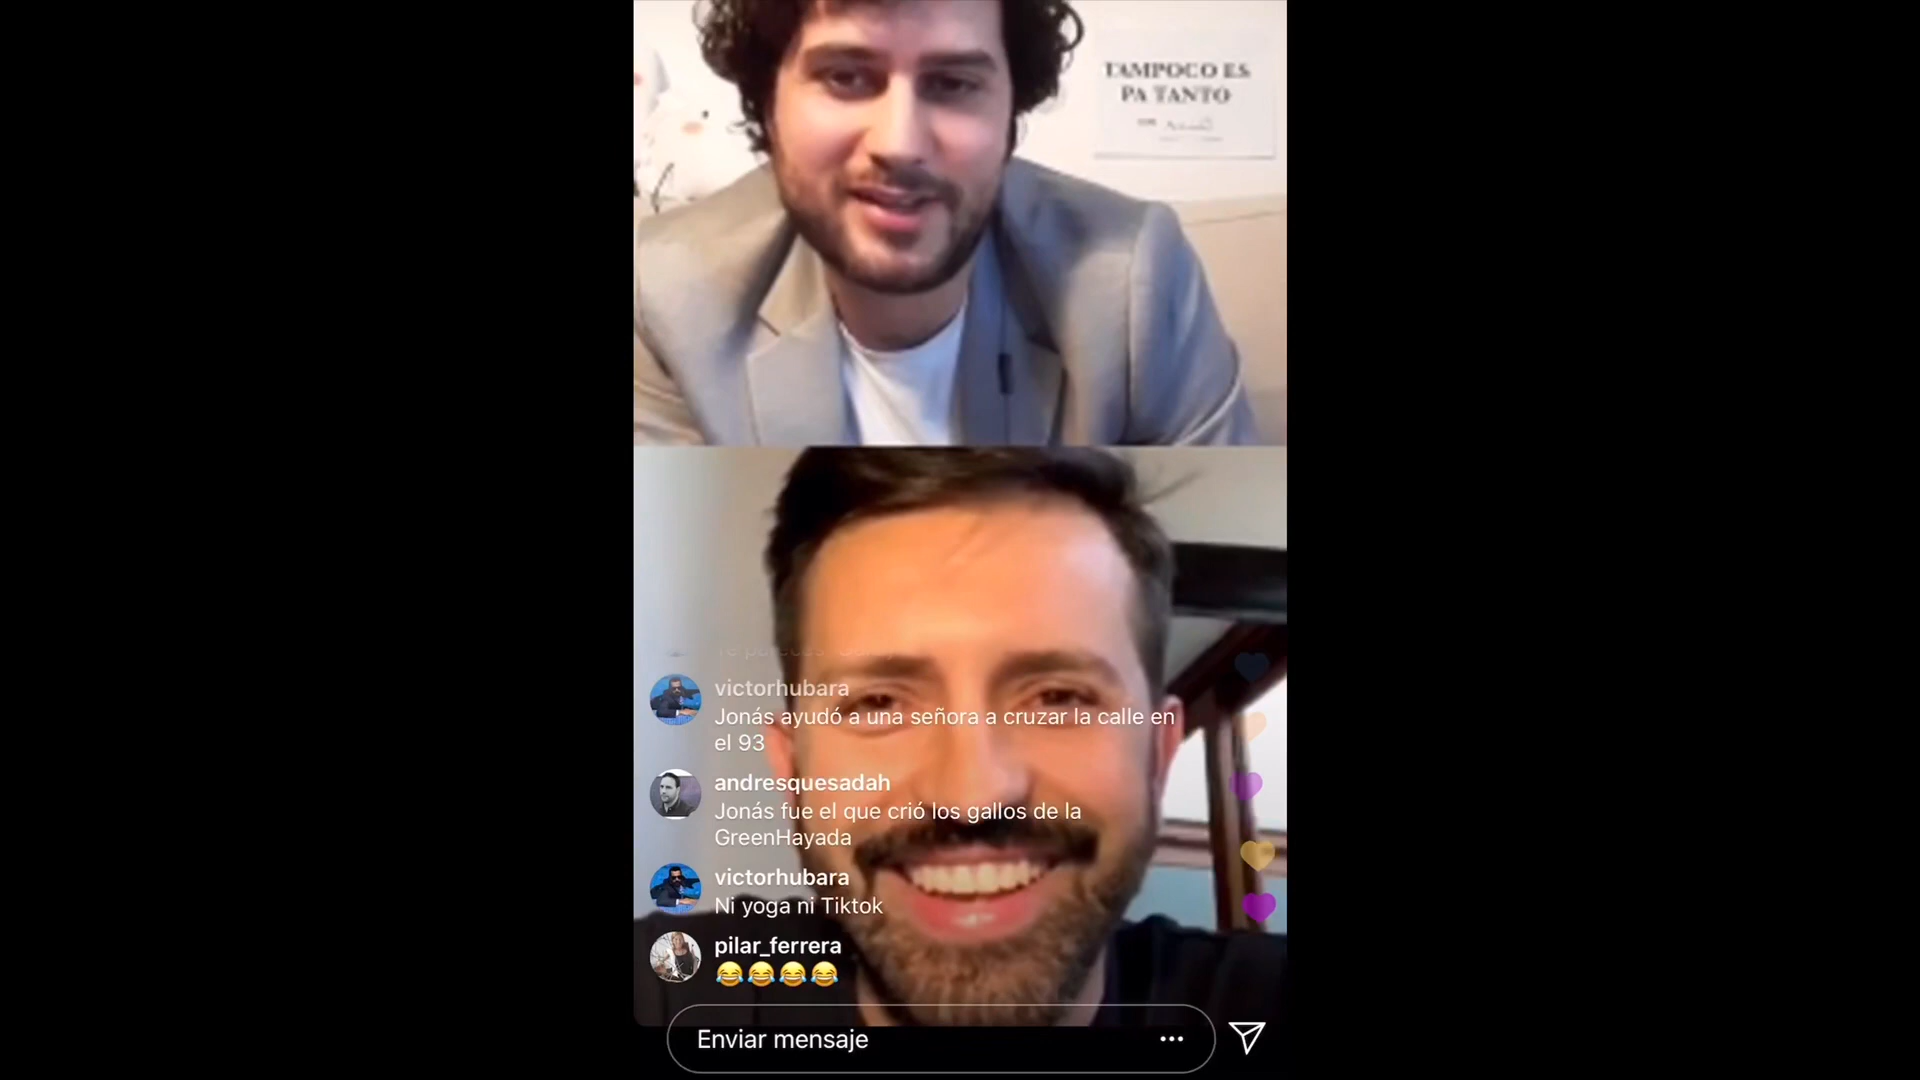 TAMPOCO ES
PA TANTO
victorhubara
Jonás ayudó a una señora a cruzar la calle en
el 93
andresquesadah
Jonás fue el que crió los gallos de la
GreenHayada
victorhubara
Ni yoga ni Tiktok
pilar_ferrera
😂😂😂😂
Enviar mensaje